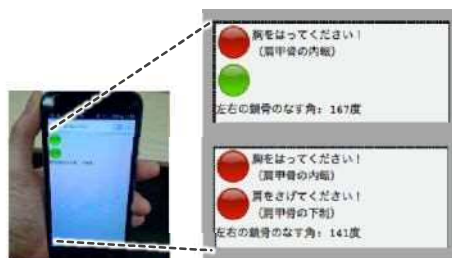 胸をはってください！
（肩甲骨の内転）
左右の鎖骨のなす角：167度
胸をはってください！
（肩甲骨の内転）
肩をさげてください！
（肩甲骨の下制）
左右の鎖骨のなす角：141度